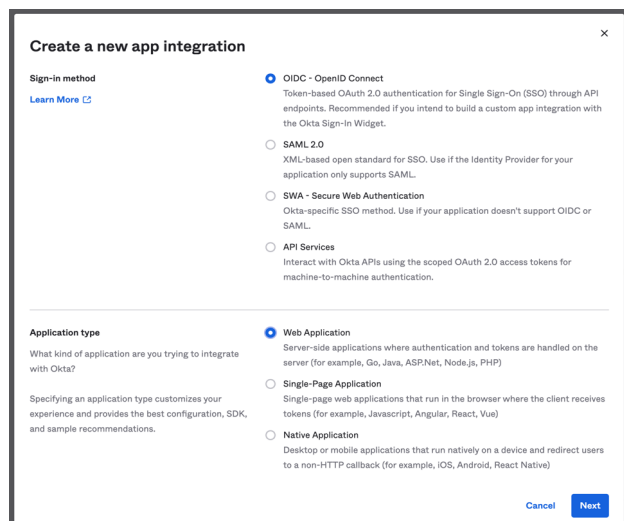 Create a new app integration
Sign-in method
Learn More
OIDC - OpenID Connect
Token-based OAuth 2.0 authentication for Single Sign-On (SSO) through API
endpoints. Recommended if you intend to build a custom app integration with
the Okta Sign-In Widget.
SAML 2.0
XML-based open standard for SSO. Use if the Identity Provider for your
application only supports SAML.
SWA - Secure Web Authentication
Okta-specific SSO method. Use if your application doesn't support OIDC or
SAML.
API Services
Interact with Okta APIs using the scoped OAuth 2.0 access tokens for
machine-to-machine authentication.
Application type
What kind of application are you trying to integrate
with Okta?
Specifying an application type customizes your
experience and provides the best configuration, SDK,
and sample recommendations.
Web Application
Server-side applications where authentication and tokens are handled on the
server (for example, Go, Java, ASP.Net, Node.js, PHP)
Single-Page Application
Single-page web applications that run in the browser where the client receives
tokens (for example, Javascript, Angular, React, Vue)
Native Application
Desktop or mobile applications that run natively on a device and redirect users
to a non-HTTP callback (for example, iOS, Android, React Native)
Cancel
Next